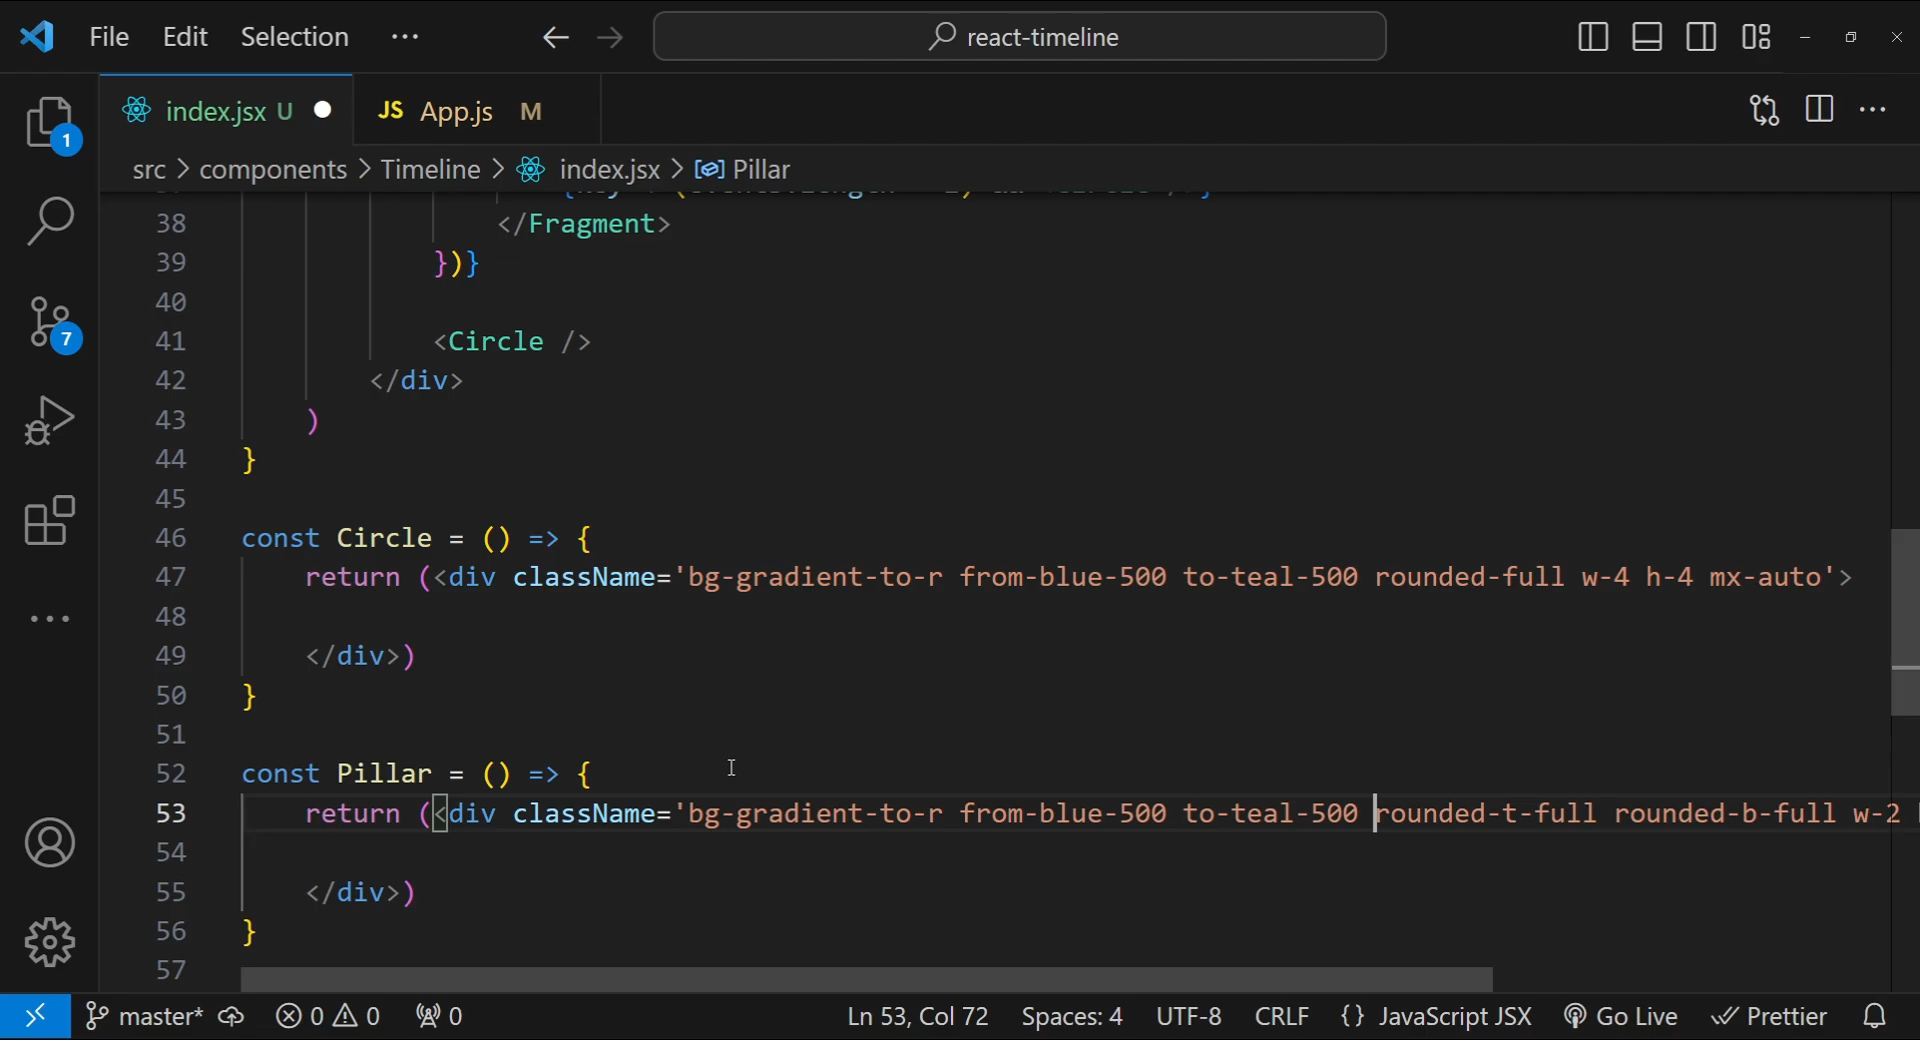 File Edit Selection ··· react-timeline
index.jsx U JS App.js M
src > components > Timeline > index.jsx > Pillar
1
7
38 </Fragment>
39 })}
40
41 <Circle />
42 </div>
43 )
44 }
45
46 const Circle = () => {
47 return (<div className='bg-gradient-to-r from-blue-500 to-teal-500 rounded-full w-4 h-4 mx-auto'>
48
49 </div>)
50 }
51
52 const Pillar = () => {
53 return (<div className='bg-gradient-to-r from-blue-500 to-teal-500 rounded-t-full rounded-b-full w-2
54
55 </div>)
56 }
57
master* 0 0 0 Ln 53, Col 72 Spaces: 4 UTF-8 CRLF {} JavaScript JSX Go Live Prettier